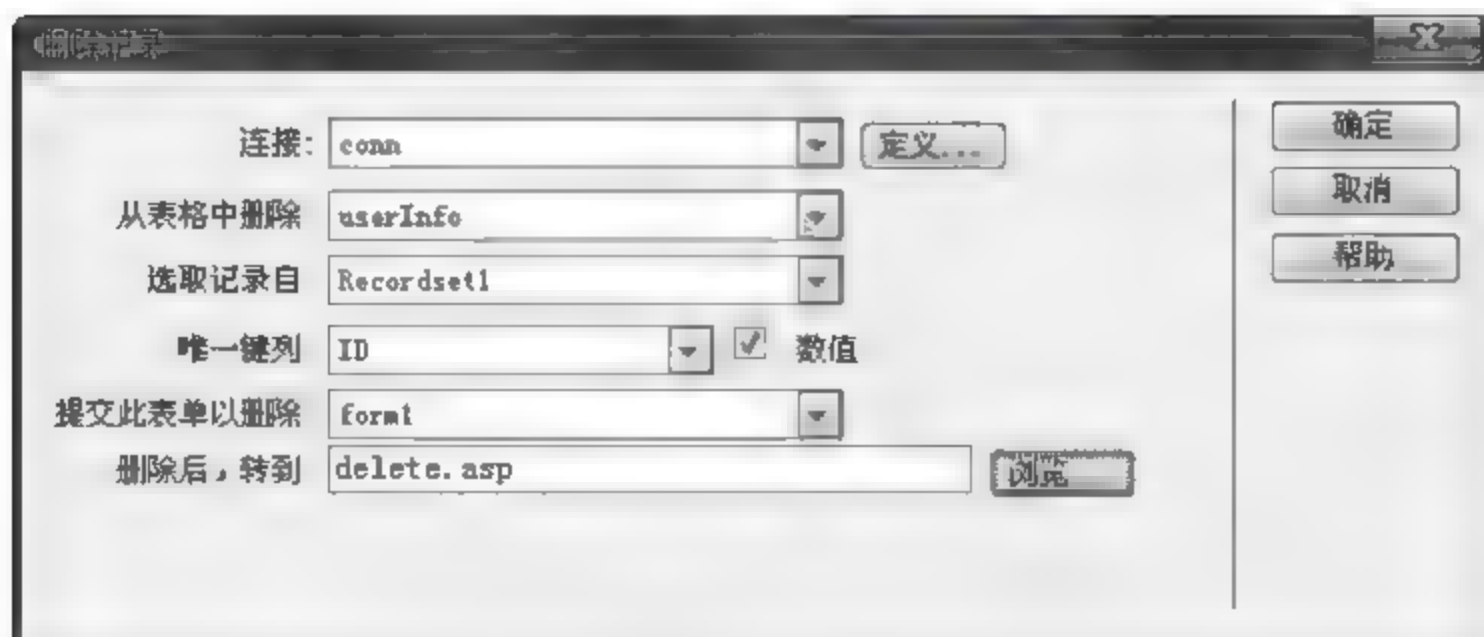 删除记录
连接: conn 定义... 确定
从表格中删除 userInfo 取消
选取记录自 Recordset1 帮助
唯一键列 ID 数值
提交此表单以删除 form1
删除后，转到 delete.asp 浏览